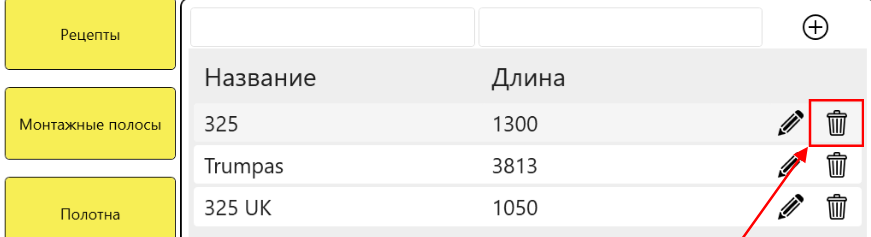 Рецепты
Монтажные полосы
Полотна
Название Длина
325 1300
Trumpas 3813
325 UK 1050